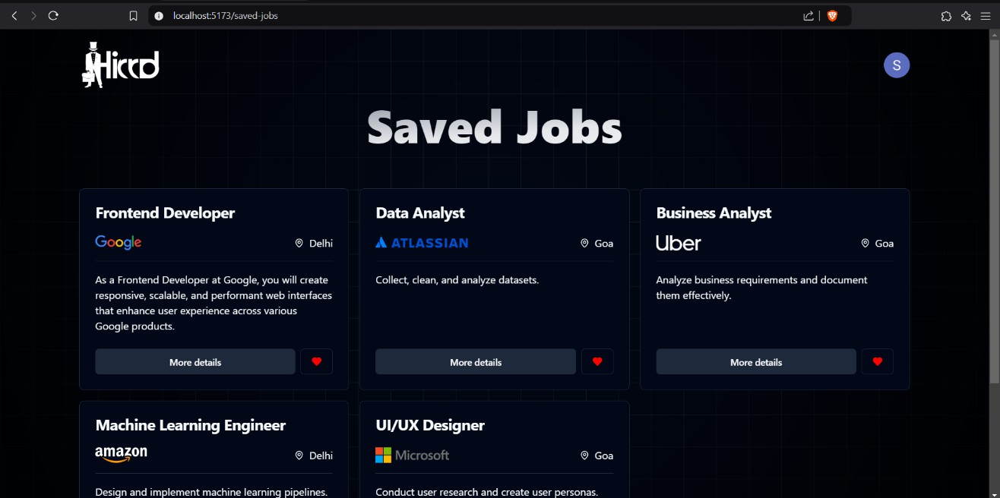 localhost:5173/saved-jobs
Hirrd
S
Saved Jobs
Frontend Developer
Google
Delhi
As a Frontend Developer at Google, you will create
responsive, scalable, and performant web interfaces
that enhance user experience across various
Google products.
More details
Data Analyst
ATLASSIAN
Goa
Collect, clean, and analyze datasets.
More details
Business Analyst
Uber
Goa
Analyze business requirements and document
them effectively.
More details
Machine Learning Engineer
amazon
Delhi
Design and implement machine learning pipelines.
UI/UX Designer
Microsoft
Goa
Conduct user research and create user personas.